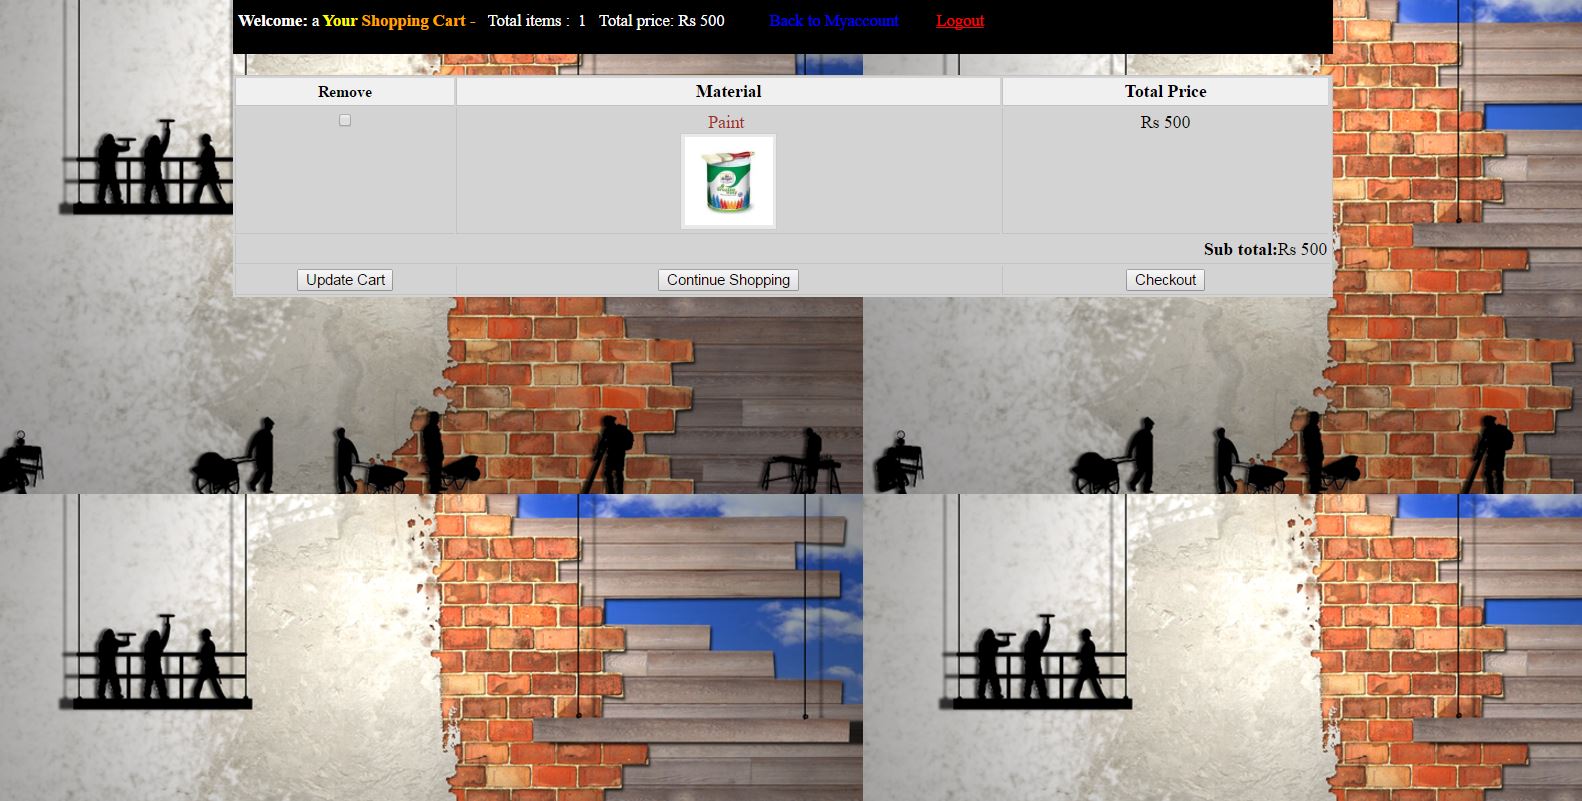 Welcome: a Your Shopping Cart - Total items : 1 Total price: Rs 500 Back to Myaccount Logout
Remove Material Total Price
Paint Rs 500
Sub total:Rs 500
Update Cart Continue Shopping Checkout